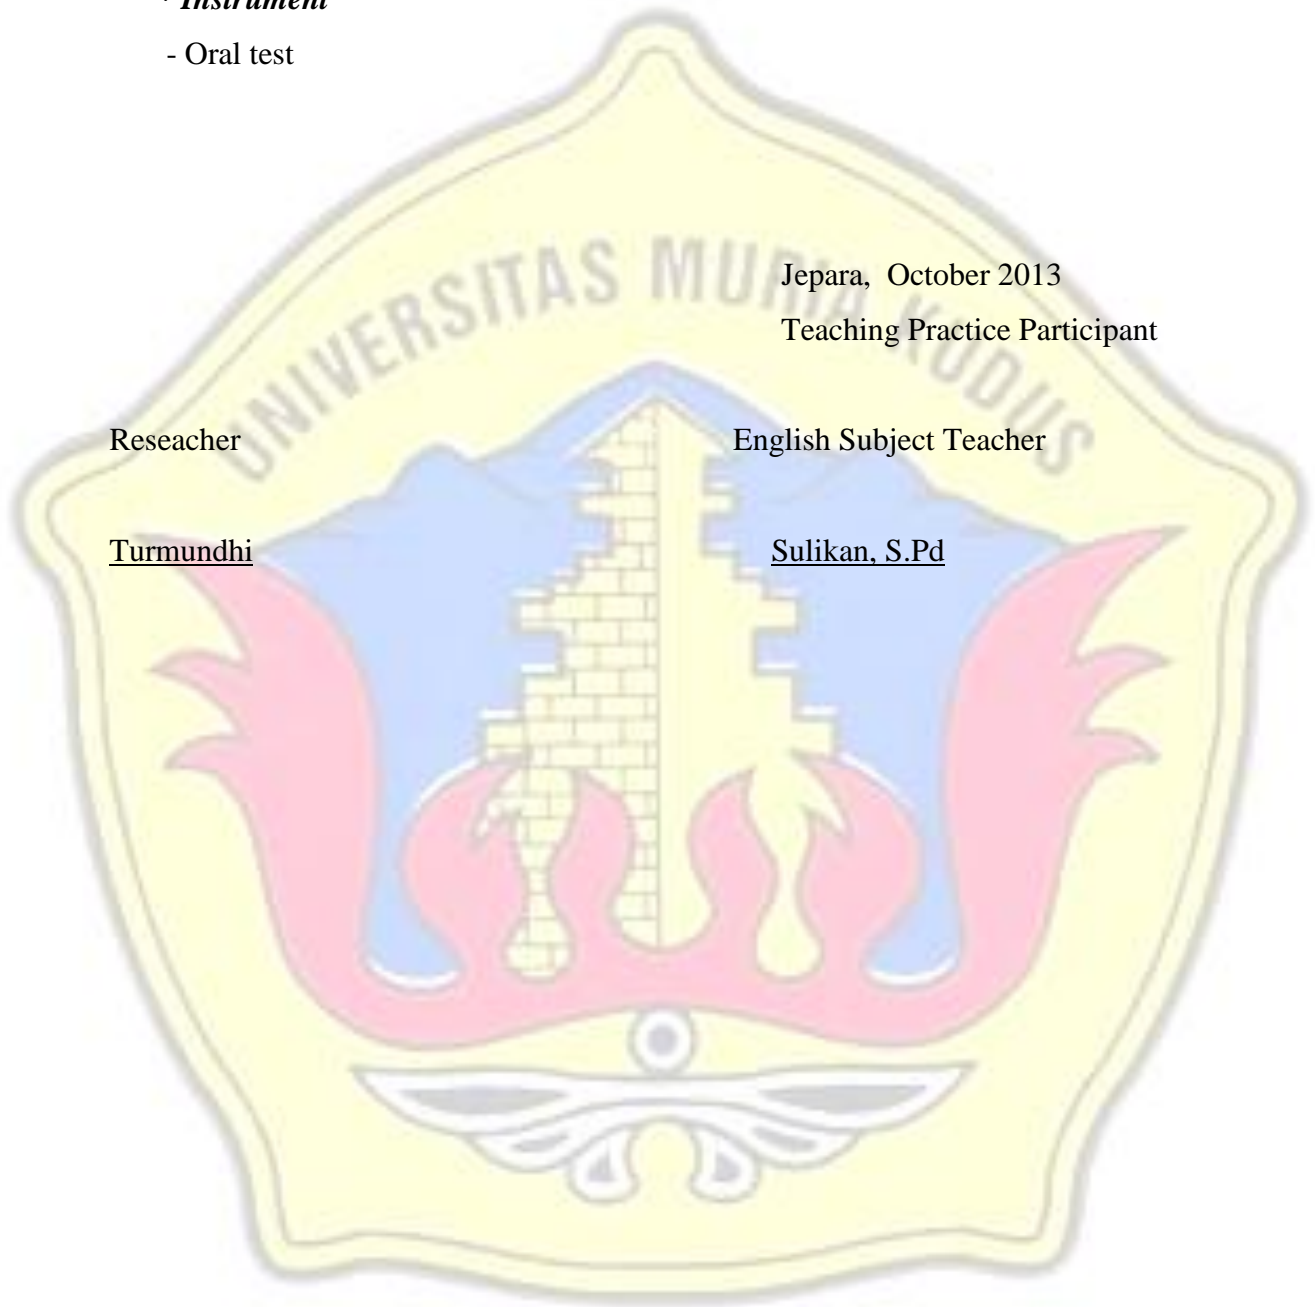 Instrument
- Oral test
UNIVERSITAS MURIA KUDUS
Jepara,  October 2013
Teaching Practice Participant
Reseacher English Subject Teacher
Turmundhi Sulikan, S.Pd